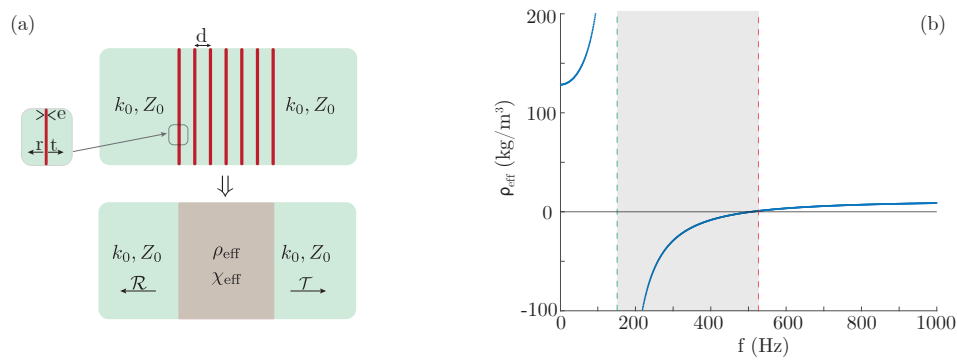 (a)
d
k₀, Z₀
k₀, Z₀
e
r t
⇓
k₀, Z₀
ρeff
k₀, Z₀
χeff
ℛ
𝒯
(b)
ρeff (kg/m³)
200
100
0
-100
0
200
400
600
800
1000
f (Hz)